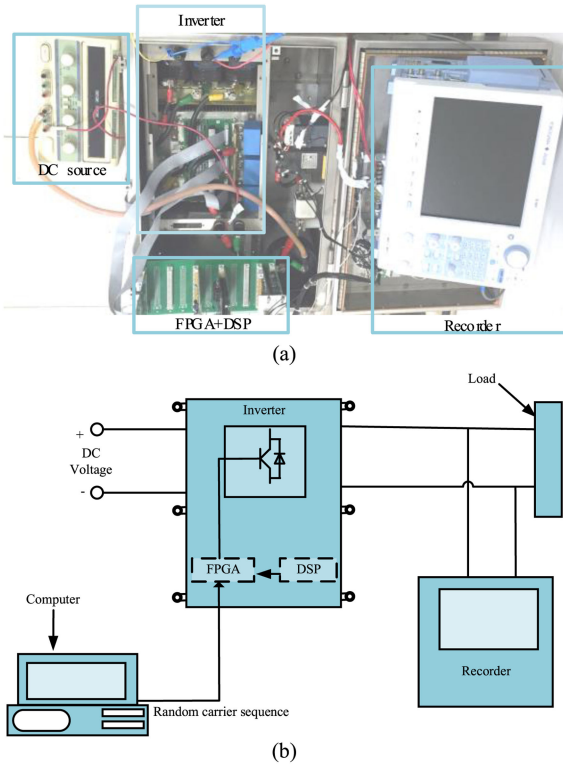 Inverter
DC source
FPGA+DSP
Recorder
(a)
Load
Inverter
+
DC
Voltage
-
FPGA
DSP
Computer
Recorder
Random carrier sequence
(b)